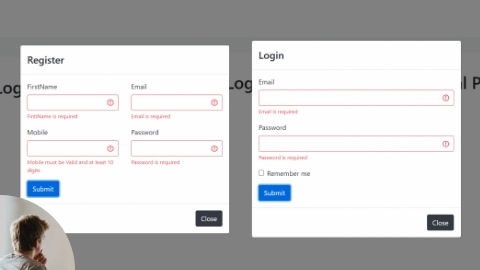 Register
FirstName
Email
FirstName is required
Email is required
Mobile
Password
Mobile must be Valid and at least 10
digits
Password is required
Submit
Close
Login
Email
Email is required
Password
Password is required
Remember me
Submit
Close